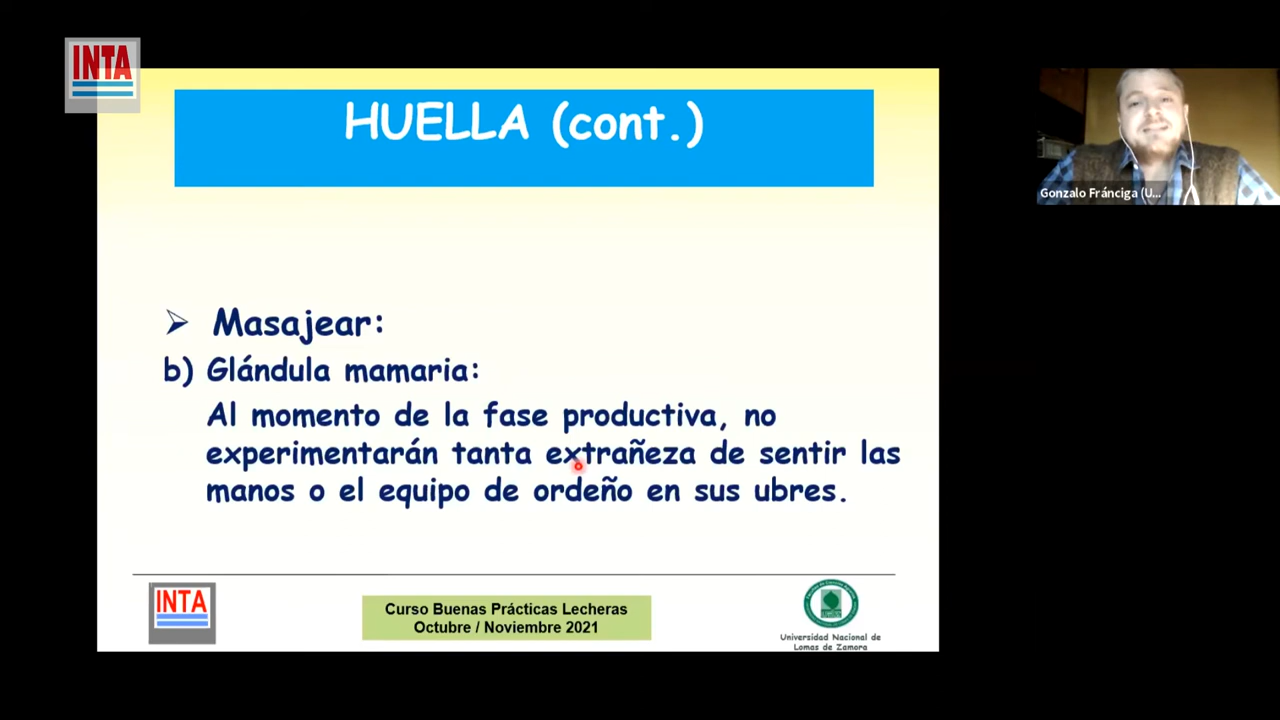 INTA
HUELLA (cont.)
Gonzalo Fránciga (U...
➢ Masajear:
b) Glándula mamaria:
Al momento de la fase productiva, no
experimentarán tanta extrañeza de sentir las
manos o el equipo de ordeño en sus ubres.
INTA
Curso Buenas Prácticas Lecheras
Octubre / Noviembre 2021
Universidad Nacional de
Lomas de Zamora